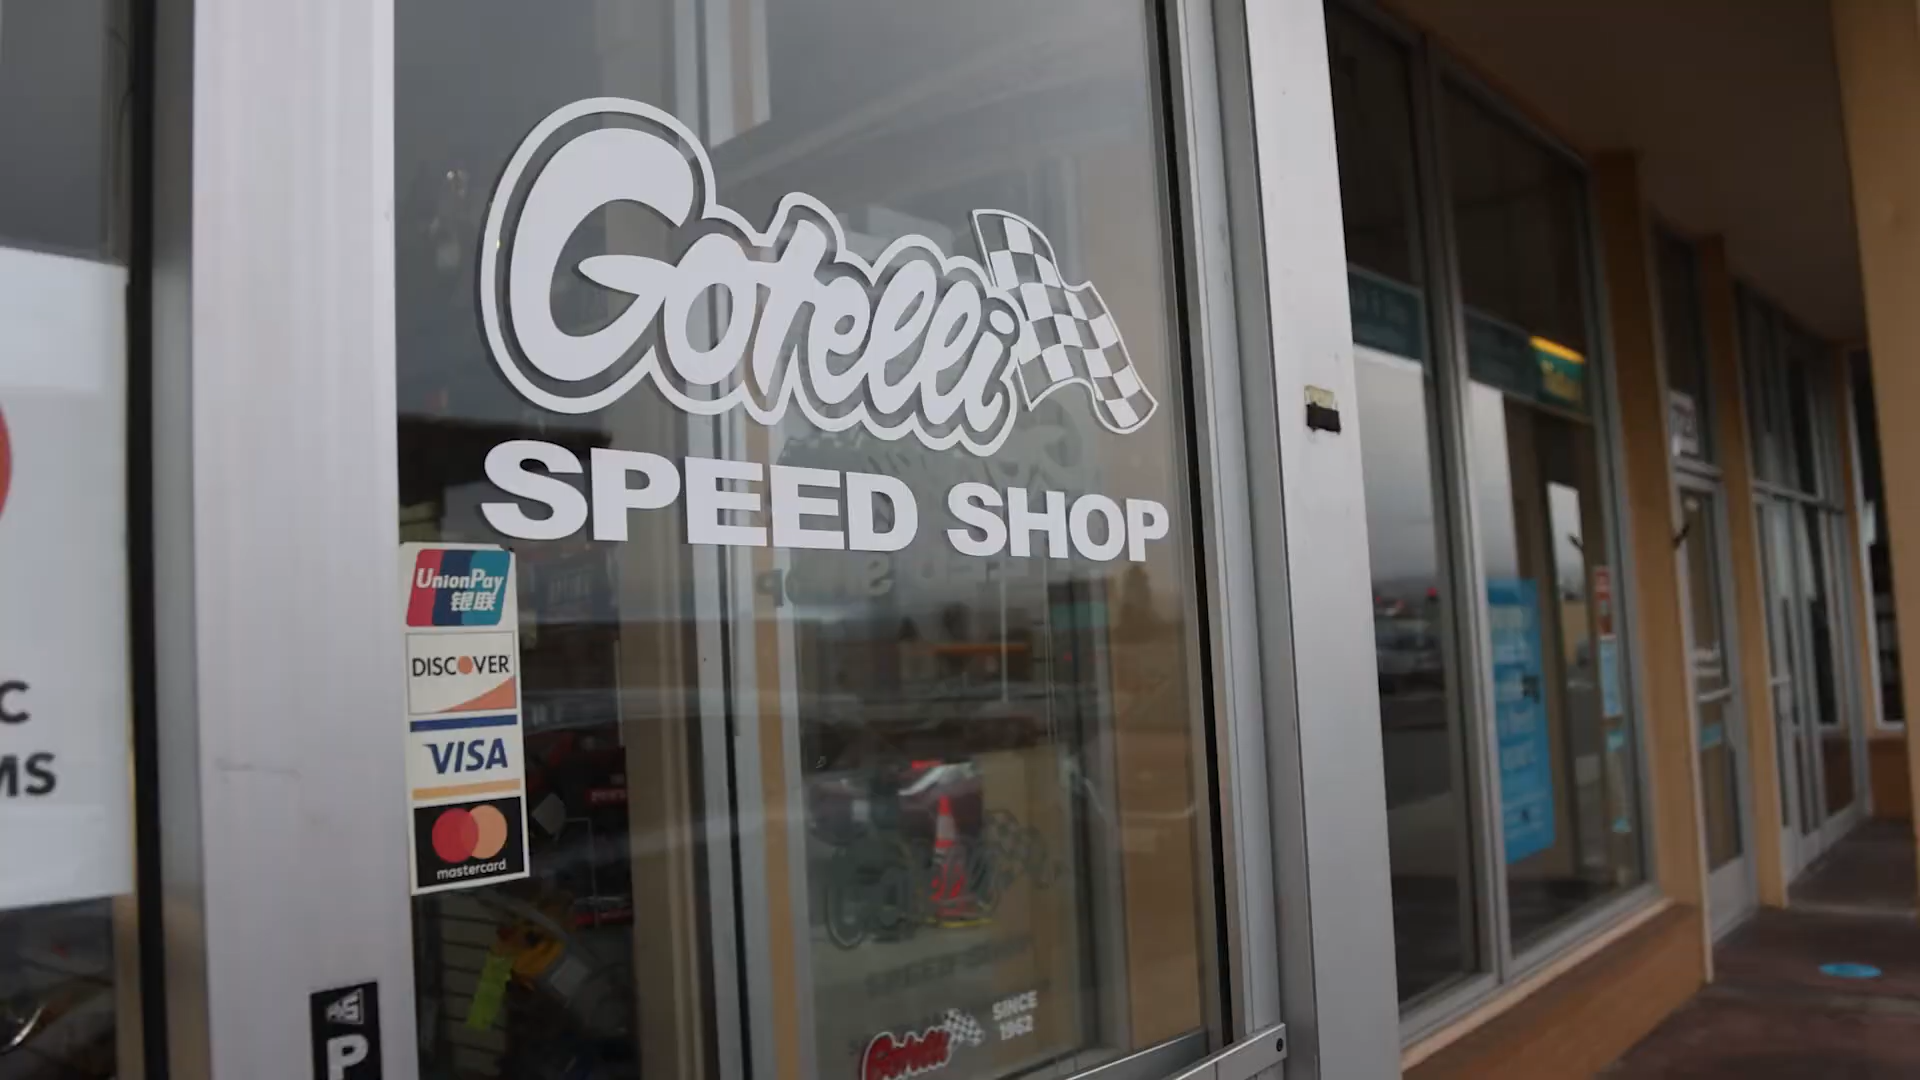 Gotelli
SPEED SHOP
UnionPay
银联
DISCOVER
VISA
mastercard
C
MS
P
Gotelli
SINCE
1962